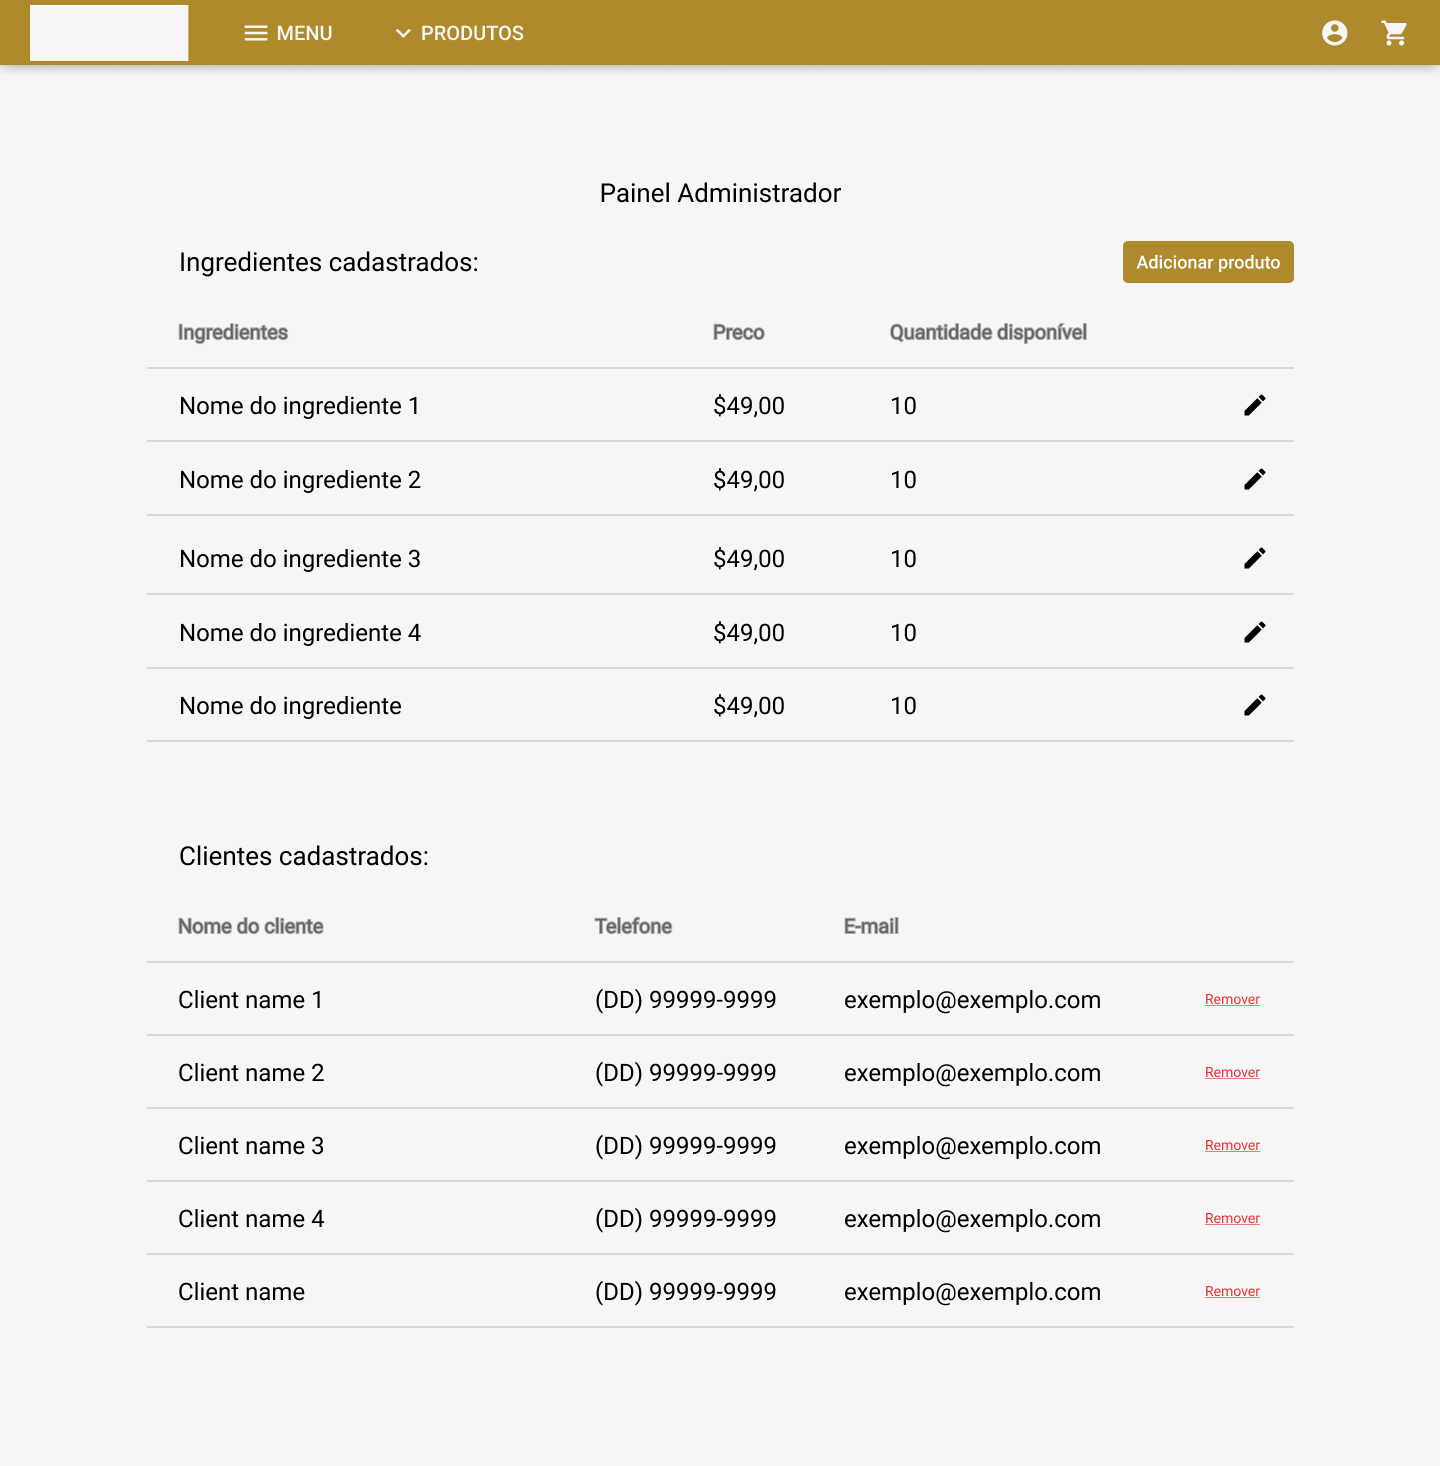 MENU PRODUTOS
Painel Administrador
Ingredientes cadastrados: Adicionar produto
Ingredientes Preco Quantidade disponível
Nome do ingrediente 1 $49,00 10
Nome do ingrediente 2 $49,00 10
Nome do ingrediente 3 $49,00 10
Nome do ingrediente 4 $49,00 10
Nome do ingrediente $49,00 10
Clientes cadastrados:
Nome do cliente Telefone E-mail
Client name 1 (DD) 99999-9999 exemplo@exemplo.com Remover
Client name 2 (DD) 99999-9999 exemplo@exemplo.com Remover
Client name 3 (DD) 99999-9999 exemplo@exemplo.com Remover
Client name 4 (DD) 99999-9999 exemplo@exemplo.com Remover
Client name (DD) 99999-9999 exemplo@exemplo.com Remover